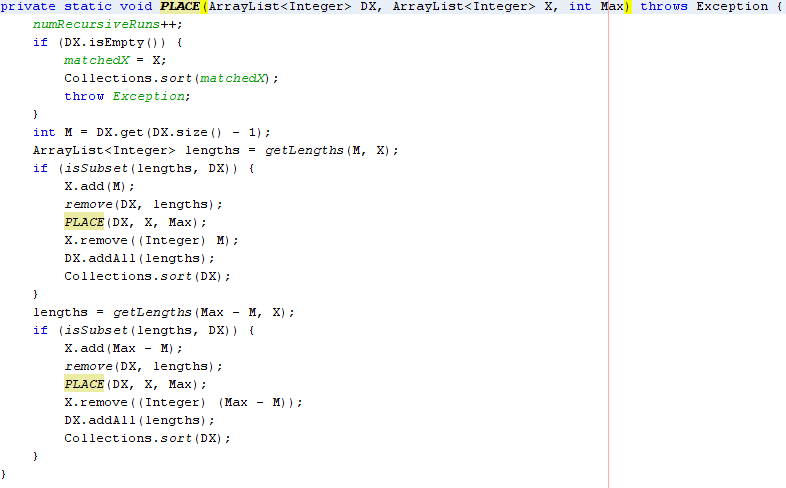 private static void PLACE(ArrayList<Integer> DX, ArrayList<Integer> X, int Max) throws Exception {
    numRecursiveRuns++;
    if (DX.isEmpty()) {
        matchedX = X;
        Collections.sort(matchedX);
        throw Exception;
    }
    int M = DX.get(DX.size() - 1);
    ArrayList<Integer> lengths = getLengths(M, X);
    if (isSubset(lengths, DX)) {
        X.add(M);
        remove(DX, lengths);
        PLACE(DX, X, Max);
        X.remove((Integer) M);
        DX.addAll(lengths);
        Collections.sort(DX);
    }
    lengths = getLengths(Max - M, X);
    if (isSubset(lengths, DX)) {
        X.add(Max - M);
        remove(DX, lengths);
        PLACE(DX, X, Max);
        X.remove((Integer) (Max - M));
        DX.addAll(lengths);
        Collections.sort(DX);
    }
}